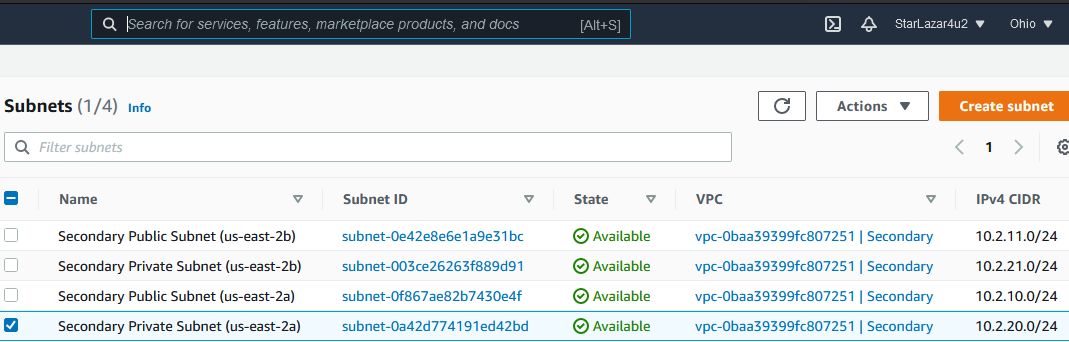 Search for services, features, marketplace products, and docs [Alt+S] StarLazar4u2 Ohio
Subnets (1/4) Info Actions Create subnet
Filter subnets 1
Name Subnet ID State VPC IPv4 CIDR
Secondary Public Subnet (us-east-2b) subnet-0e42e8e6e1a9e31bc Available vpc-0baa39399fc807251 | Secondary 10.2.11.0/24
Secondary Private Subnet (us-east-2b) subnet-003ce26263f889d91 Available vpc-0baa39399fc807251 | Secondary 10.2.21.0/24
Secondary Public Subnet (us-east-2a) subnet-0f867ae82b7430e4f Available vpc-0baa39399fc807251 | Secondary 10.2.10.0/24
Secondary Private Subnet (us-east-2a) subnet-0a42d774191ed42bd Available vpc-0baa39399fc807251 | Secondary 10.2.20.0/24